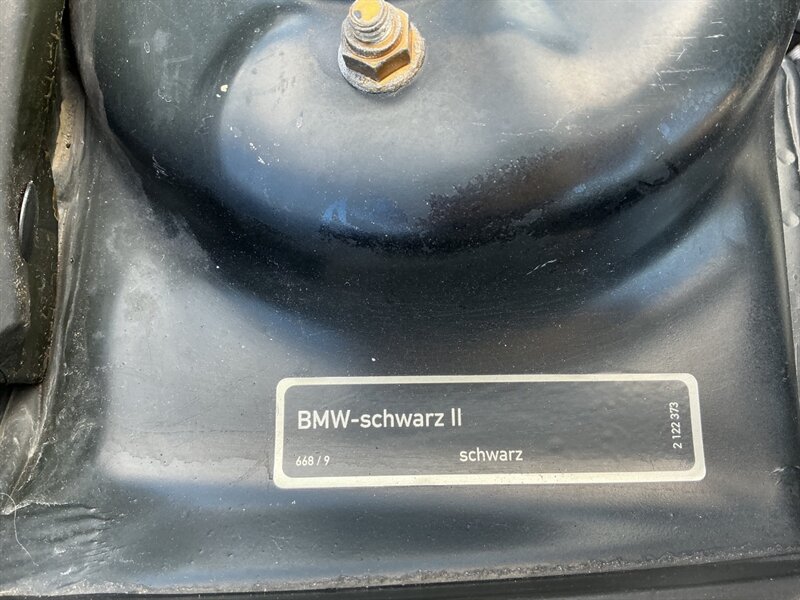 BMW-schwarz II
668 / 9
schwarz
2 122 373